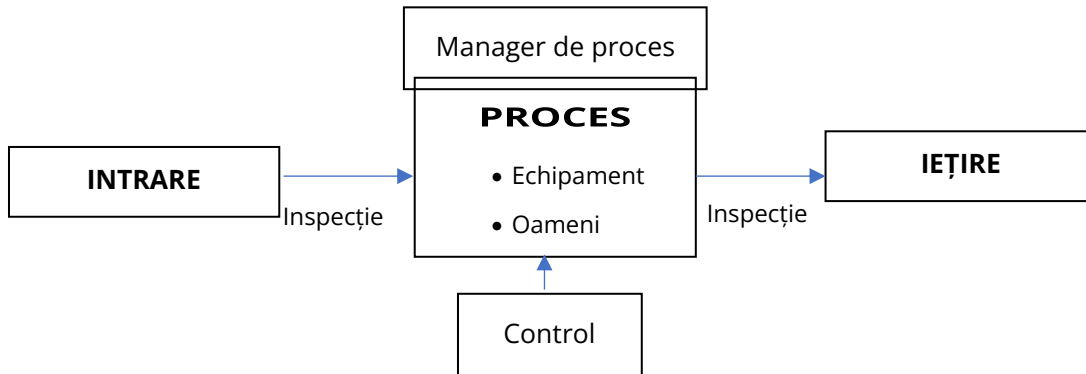 Manager de proces
PROCES
• Echipament
• Oameni
INTRARE
Inspecție
IEȚIRE
Inspecție
Control